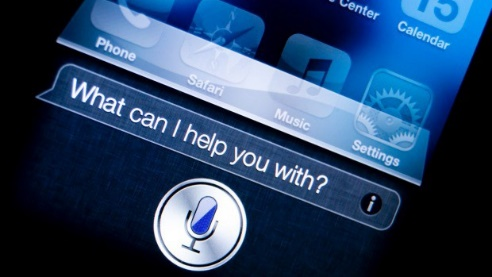 Center
15
Calendar
Phone
Safari
Music
Settings
What can I help you with?
i